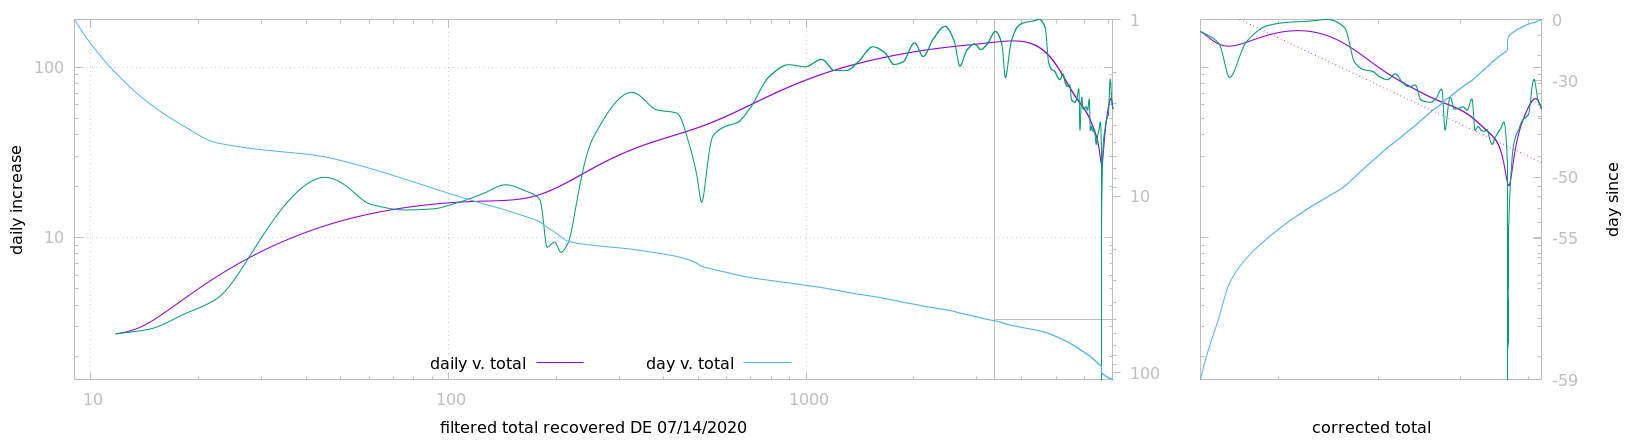 daily increase
100
10
daily v. total
day v. total
10
100
1000
filtered total recovered DE 07/14/2020
1
10
100
0
-30
-50
-55
-59
day since
corrected total